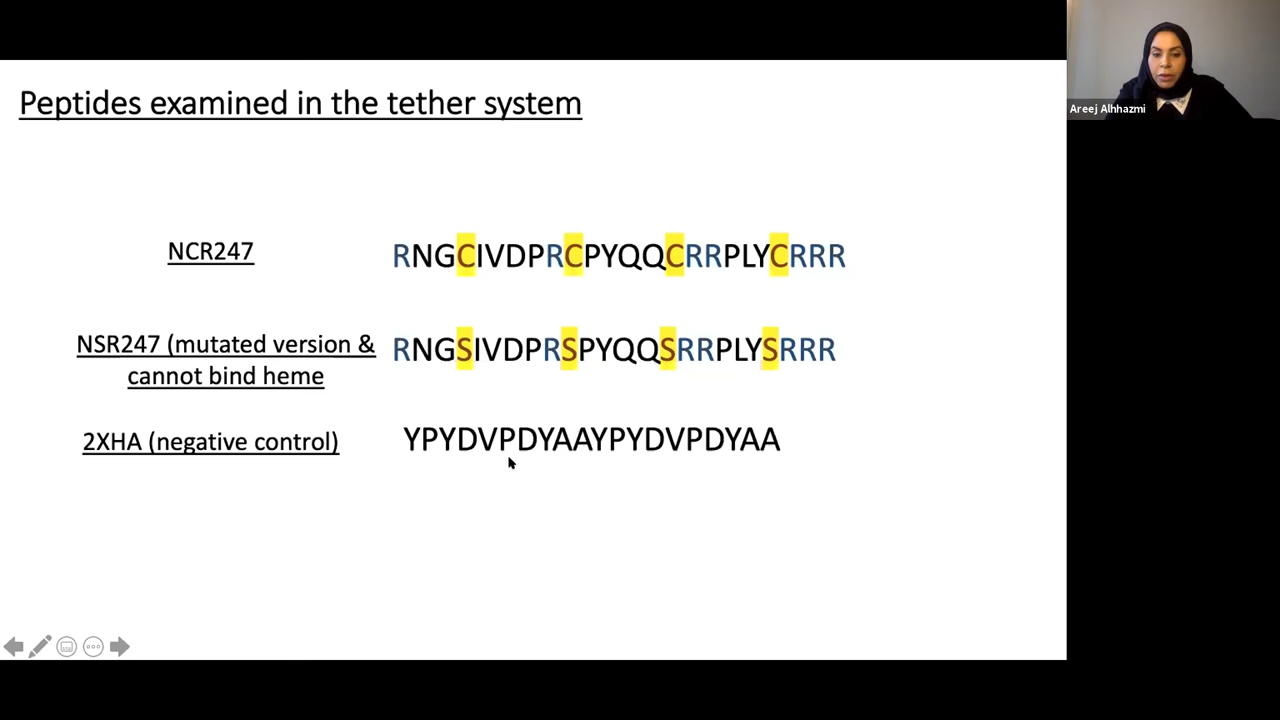 Peptides examined in the tether system
Areej Alhhazmi
NCR247
RNGCIVDPRCPYQQCRRPLYCRRR
NSR247 (mutated version &
cannot bind heme
RNGSIVDPRSPYQQSRRPLYSRRR
2XHA (negative control)
YPYDVPDYAAYPYDVPDYAA